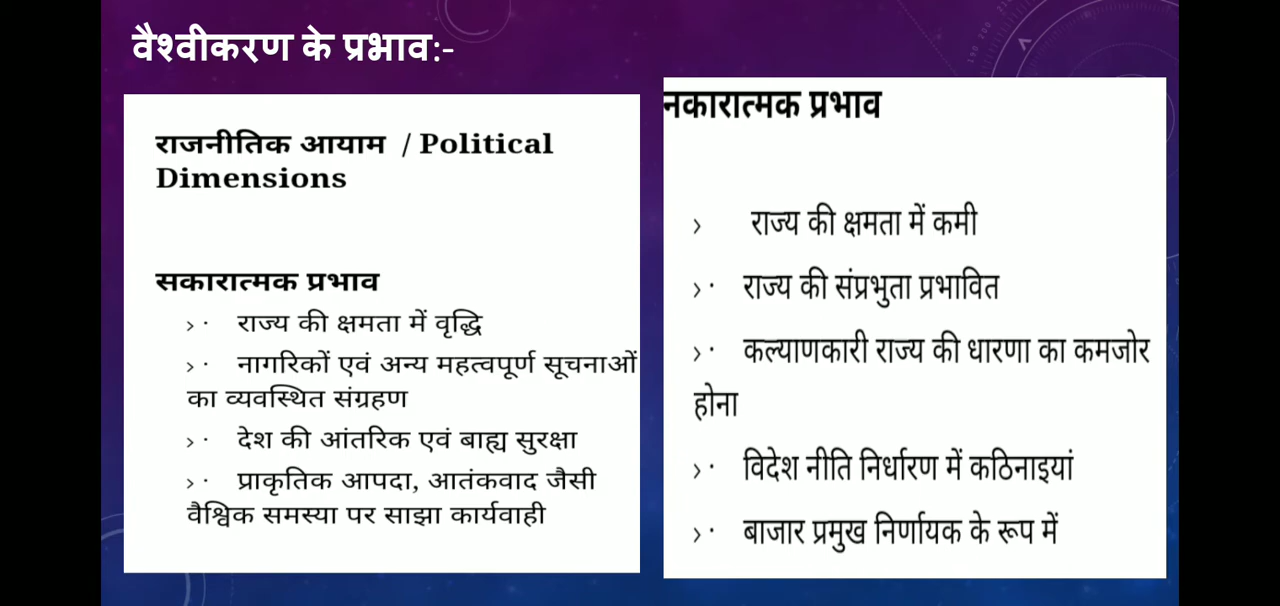 वैश्वीकरण के प्रभाव:-
राजनीतिक आयाम / Political
Dimensions
सकारात्मक प्रभाव
› · राज्य की क्षमता में वृद्धि
› · नागरिकों एवं अन्य महत्वपूर्ण सूचनाओं
का व्यवस्थित संग्रहण
› · देश की आंतरिक एवं बाह्य सुरक्षा
› · प्राकृतिक आपदा, आतंकवाद जैसी
वैश्विक समस्या पर साझा कार्यवाही
नकारात्मक प्रभाव
› राज्य की क्षमता में कमी
› · राज्य की संप्रभुता प्रभावित
› · कल्याणकारी राज्य की धारणा का कमजोर
होना
› · विदेश नीति निर्धारण में कठिनाइयां
› · बाजार प्रमुख निर्णायक के रूप में